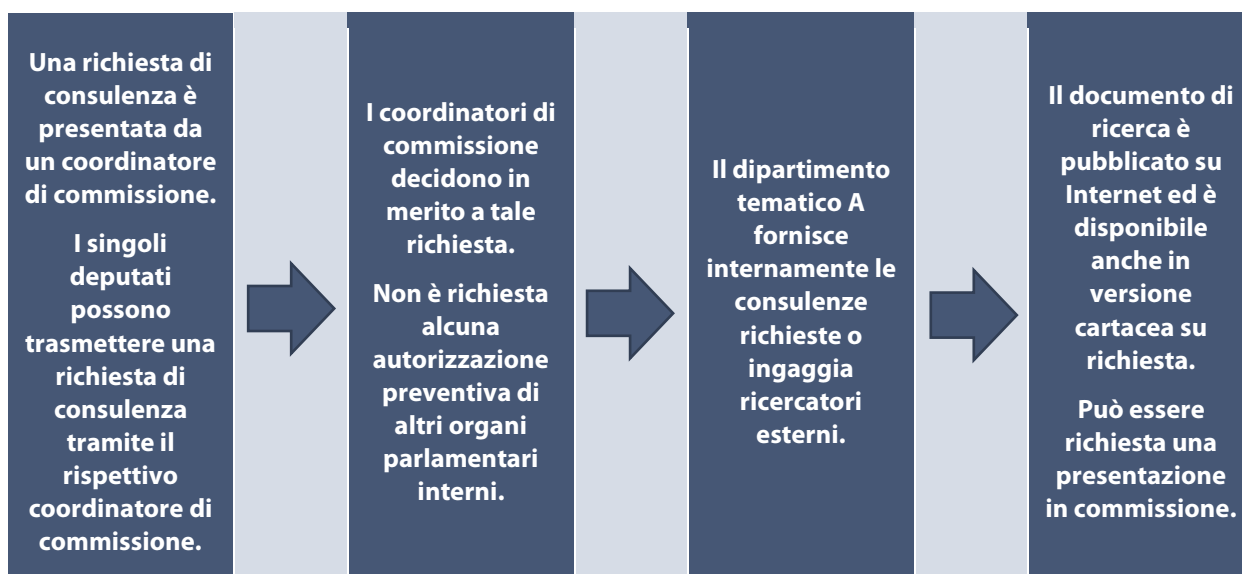 Una richiesta di
consulenza è
presentata da
un coordinatore
di commissione.
I singoli
deputati
possono
trasmettere una
richiesta di
consulenza
tramite il
rispettivo
coordinatore di
commissione.
I coordinatori di
commissione
decidono in
merito a tale
richiesta.
Non è richiesta
alcuna
autorizzazione
preventiva di
altri organi
parlamentari
interni.
Il dipartimento
tematico A
fornisce
internamente le
consulenze
richieste o
ingaggia
ricercatori
esterni.
Il documento di
ricerca è
pubblicato su
Internet ed è
disponibile
anche in
versione
cartacea su
richiesta.
Può essere
richiesta una
presentazione
in commissione.